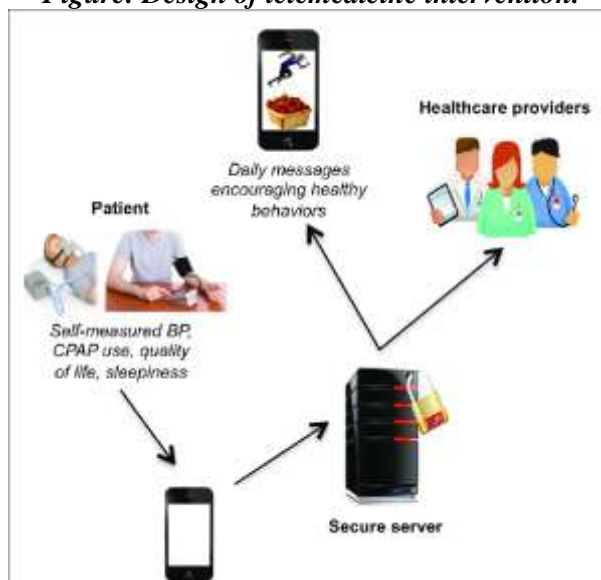 Figure: Design of telemedicine intervention.
Healthcare providers
Daily messages
encouraging healthy
behaviors
Patient
Self-measured BP,
CPAP use, quality
of life, sleepiness
Secure server